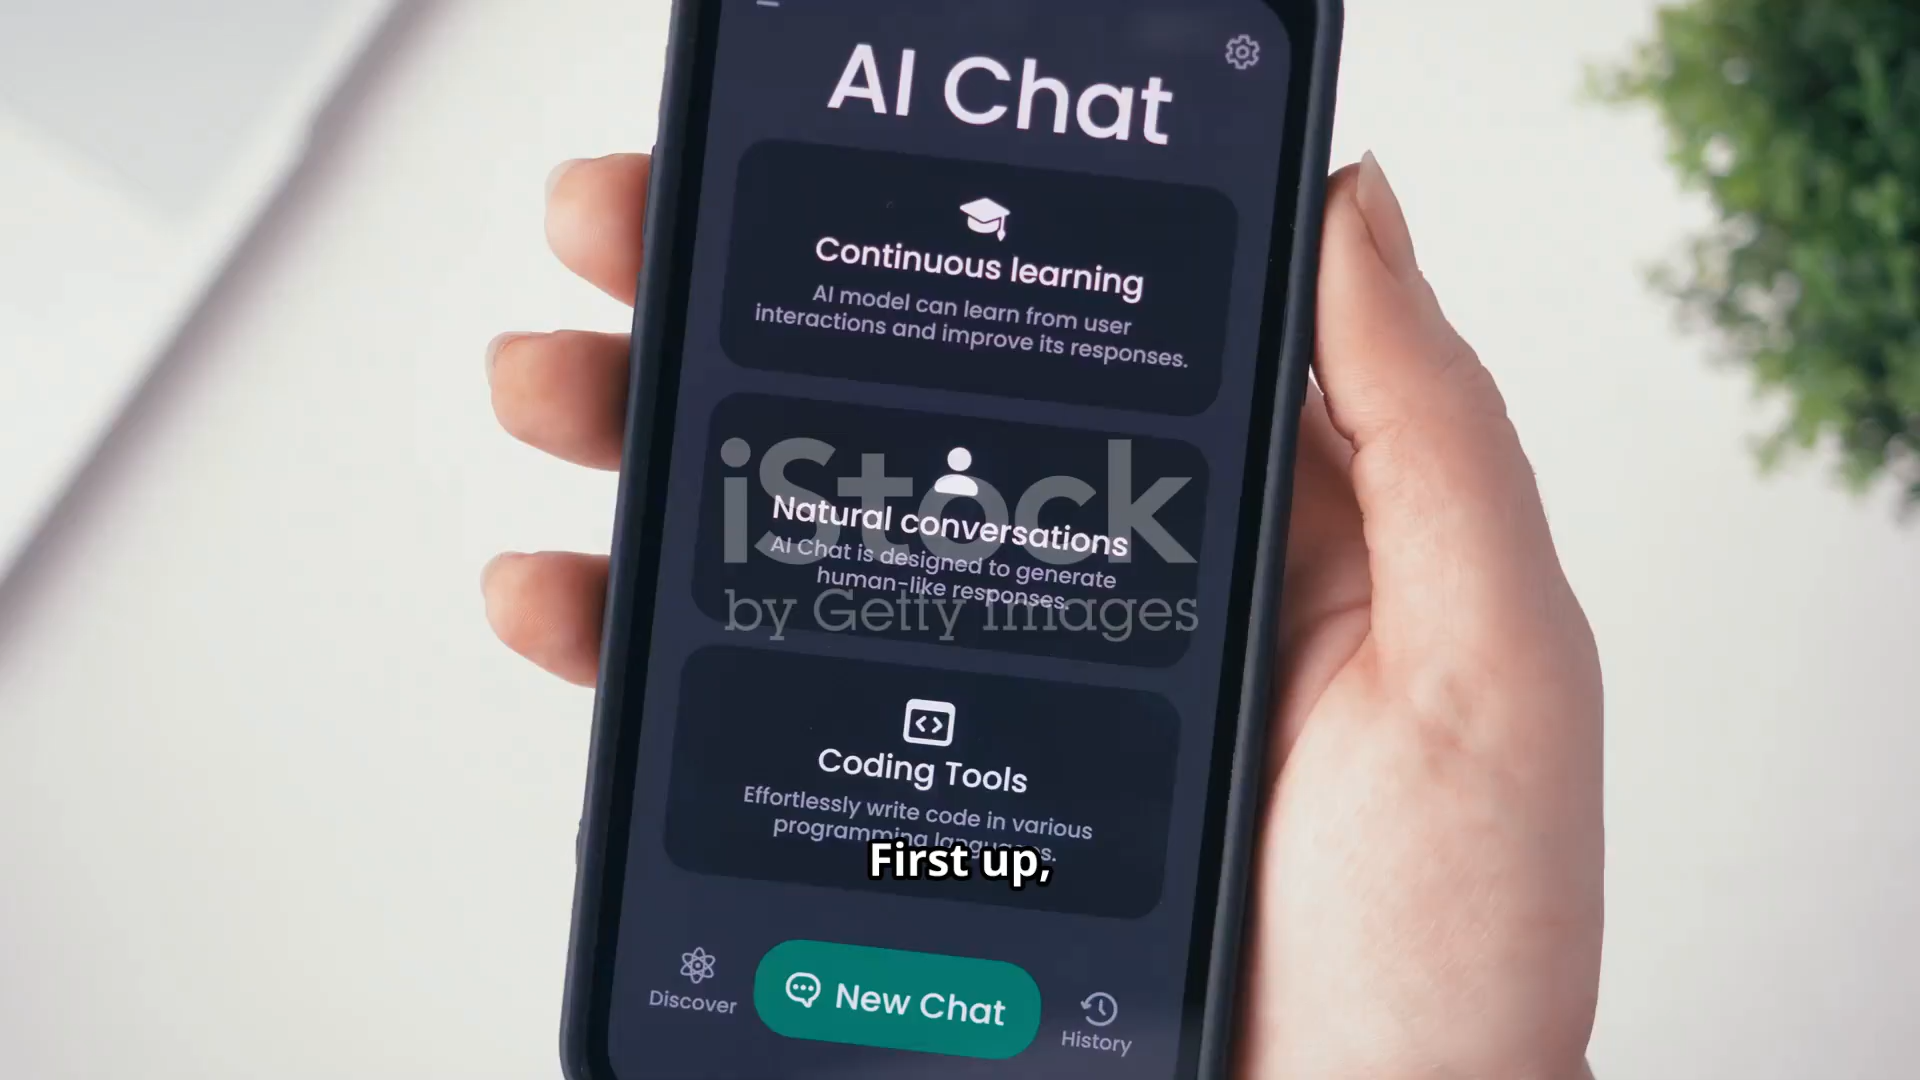 AI Chat
Continuous learning
AI model can learn from user
interactions and improve its responses.
iStock
by Getty Images
Natural conversations
AI Chat is designed to generate
human-like responses.
Coding Tools
Effortlessly write code in various
programming languages.
First up,
Discover
New Chat
History